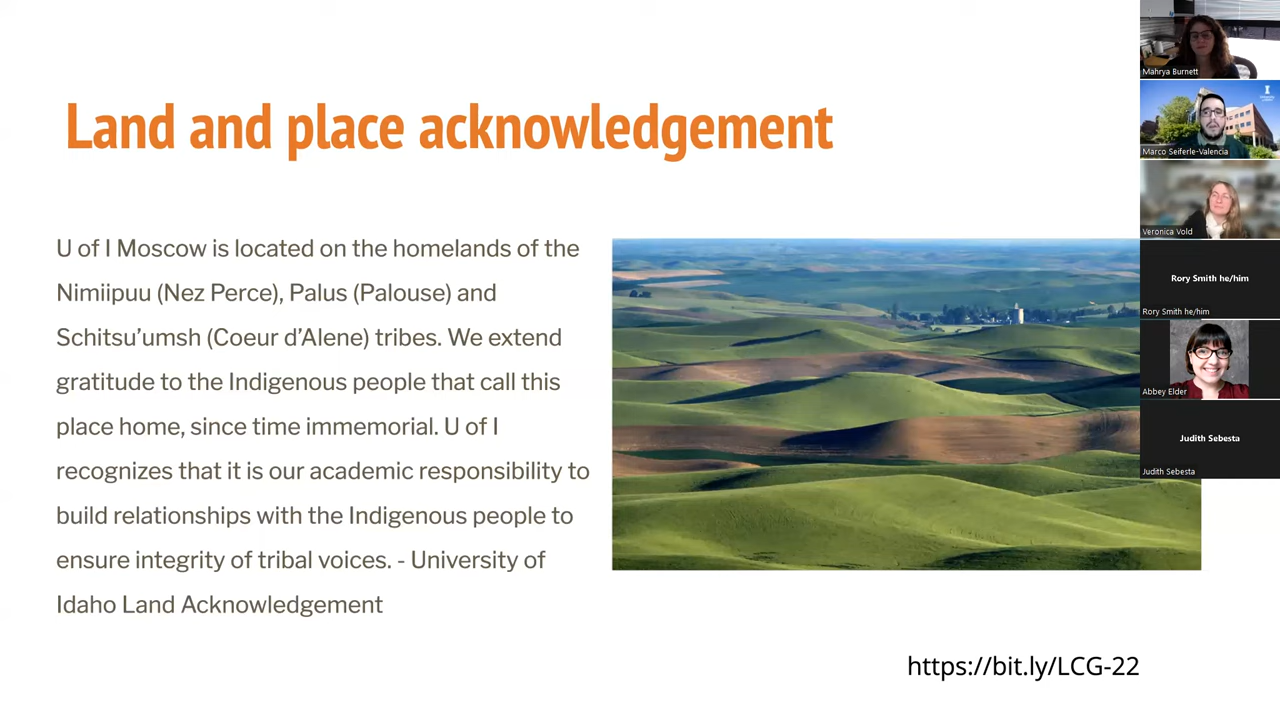 Land and place acknowledgement
U of I Moscow is located on the homelands of the
Nimiipuu (Nez Perce), Palus (Palouse) and
Schitsu’umsh (Coeur d’Alene) tribes. We extend
gratitude to the Indigenous people that call this
place home, since time immemorial. U of I
recognizes that it is our academic responsibility to
build relationships with the Indigenous people to
ensure integrity of tribal voices. - University of
Idaho Land Acknowledgement
https://bit.ly/LCG-22
Mahrya Burnett
Marco Seiferle-Valencia
Veronica Vold
Rory Smith he/him
Rory Smith he/him
Abbey Elder
Judith Sebesta
Judith Sebesta